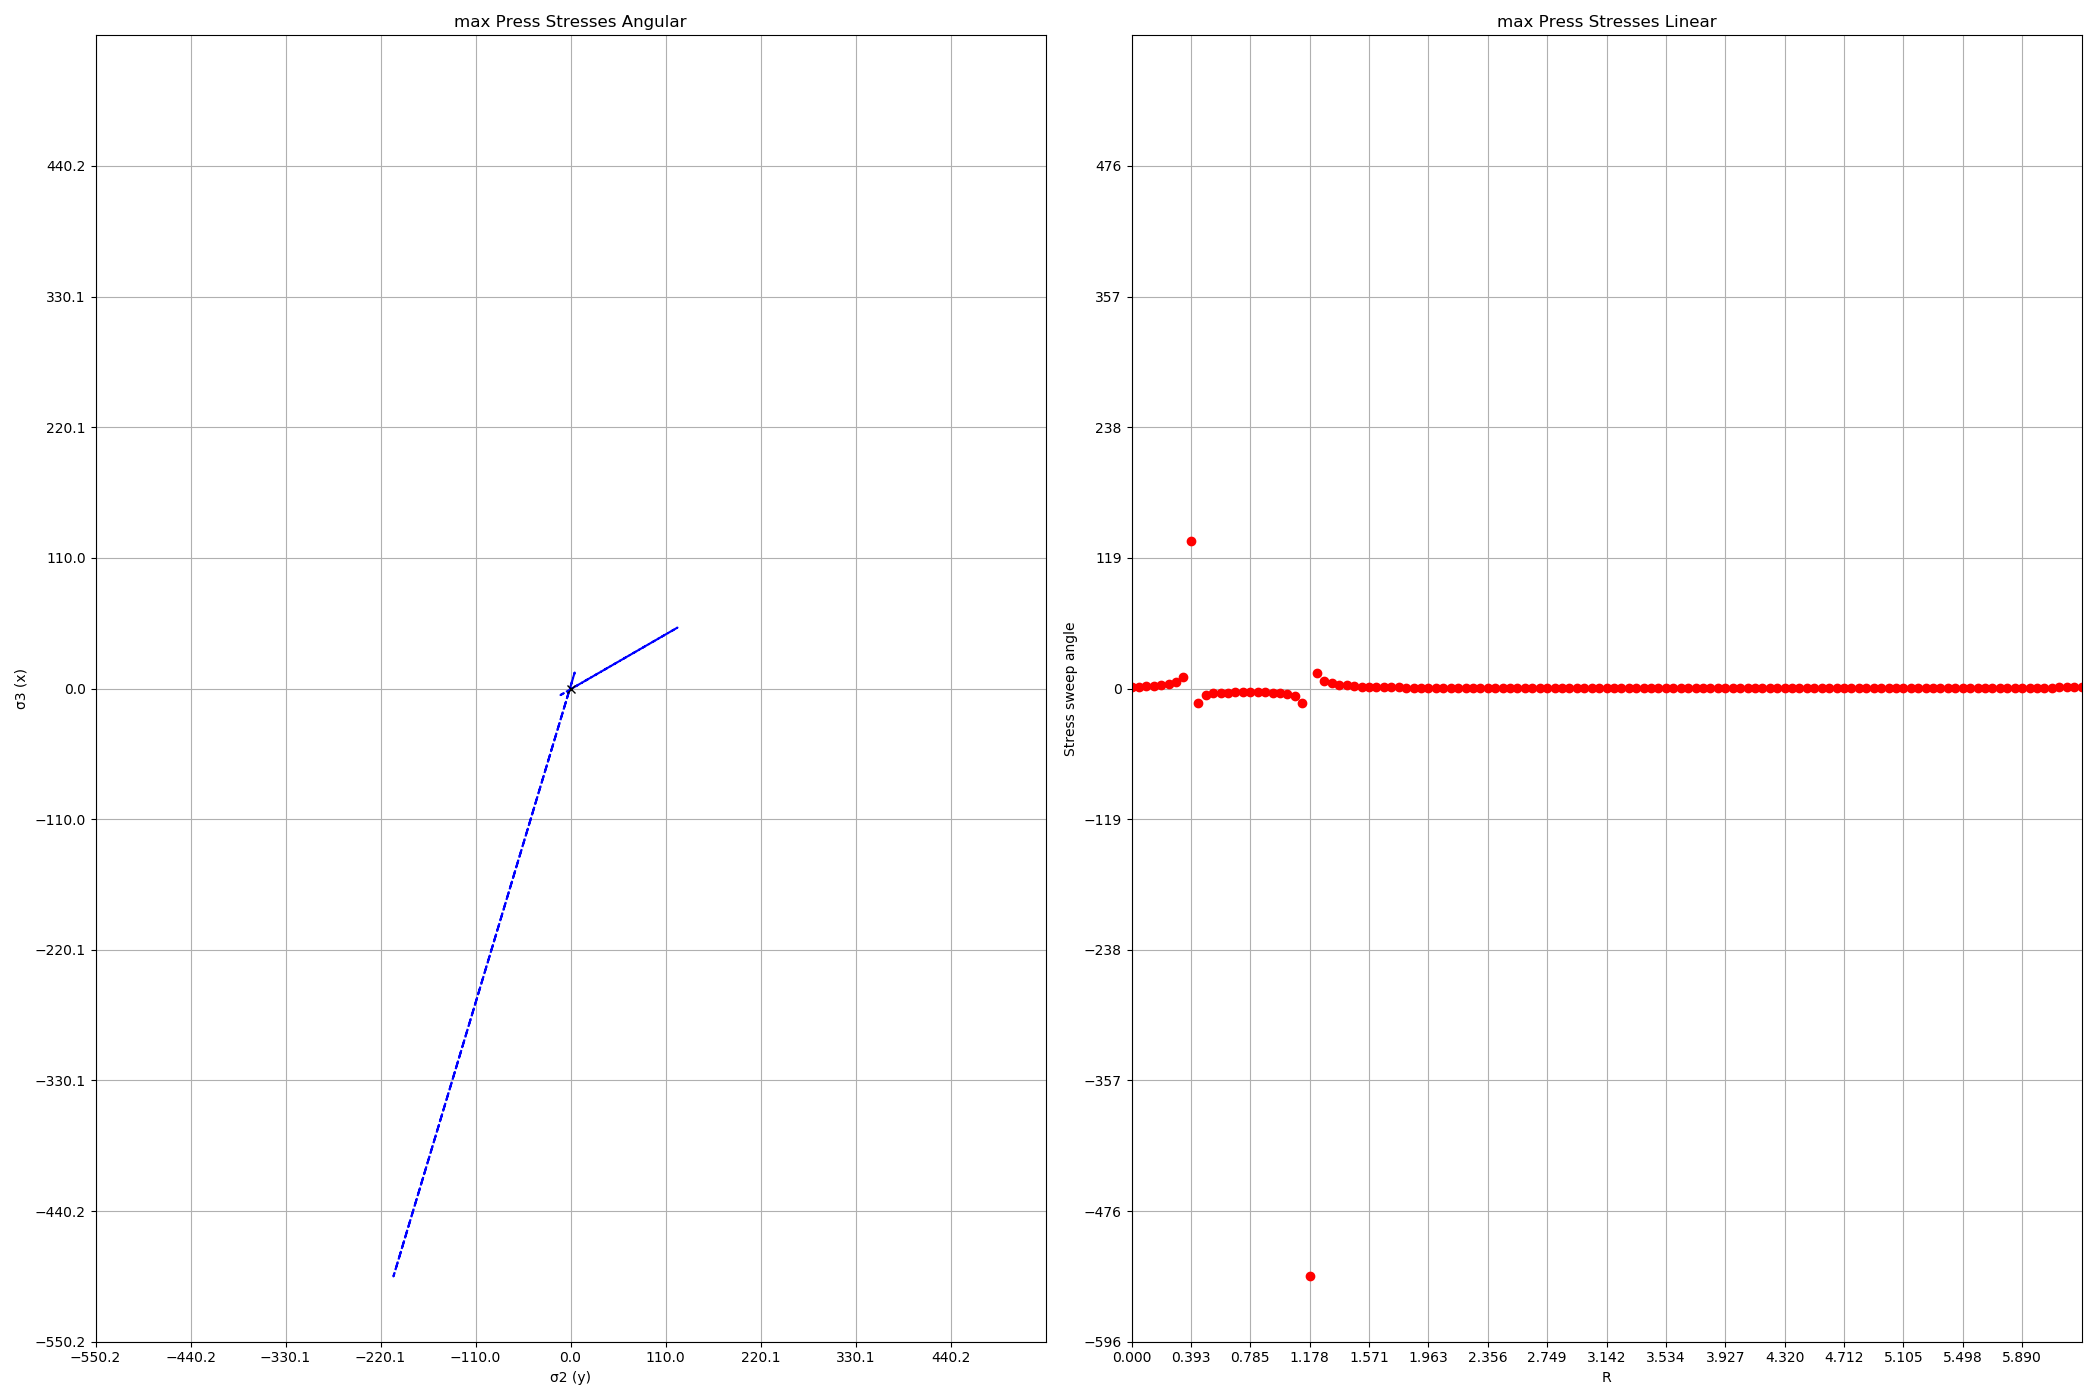 max Press Stresses Angular
440.2
330.1
220.1
110.0
0.0
−110.0
−220.1
−330.1
−440.2
−550.2
σ3 (x)
−550.2 −440.2 −330.1 −220.1 −110.0 0.0 110.0 220.1 330.1 440.2
σ2 (y)
max Press Stresses Linear
476
357
238
119
0
−119
−238
−357
−476
−596
Stress sweep angle
0.000 0.393 0.785 1.178 1.571 1.963 2.356 2.749 3.142 3.534 3.927 4.320 4.712 5.105 5.498 5.890
R